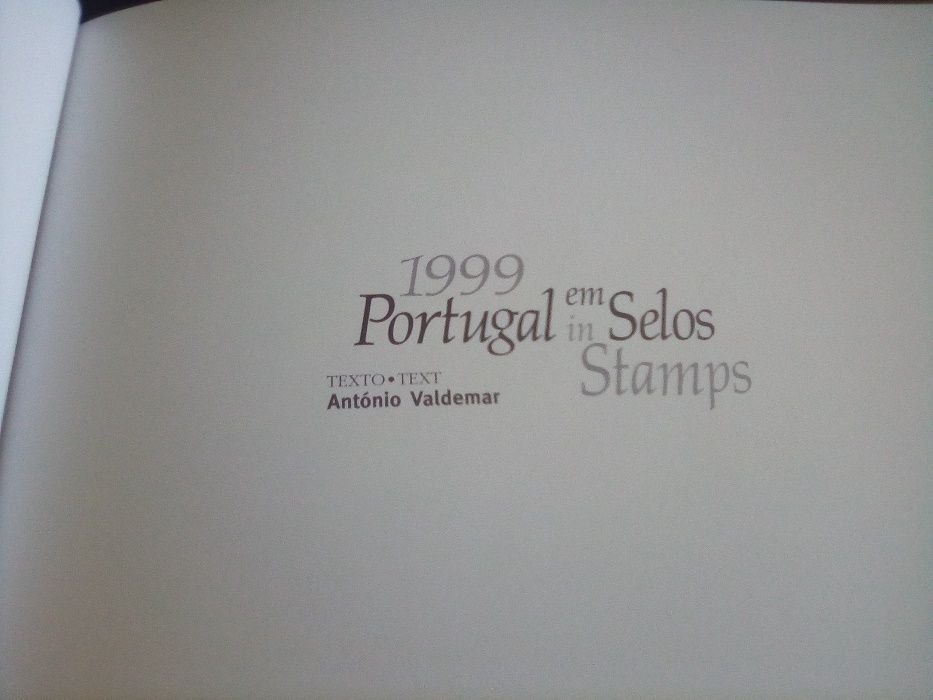 1999
Portugal em Selos
in Stamps
TEXTO • TEXT
António Valdemar